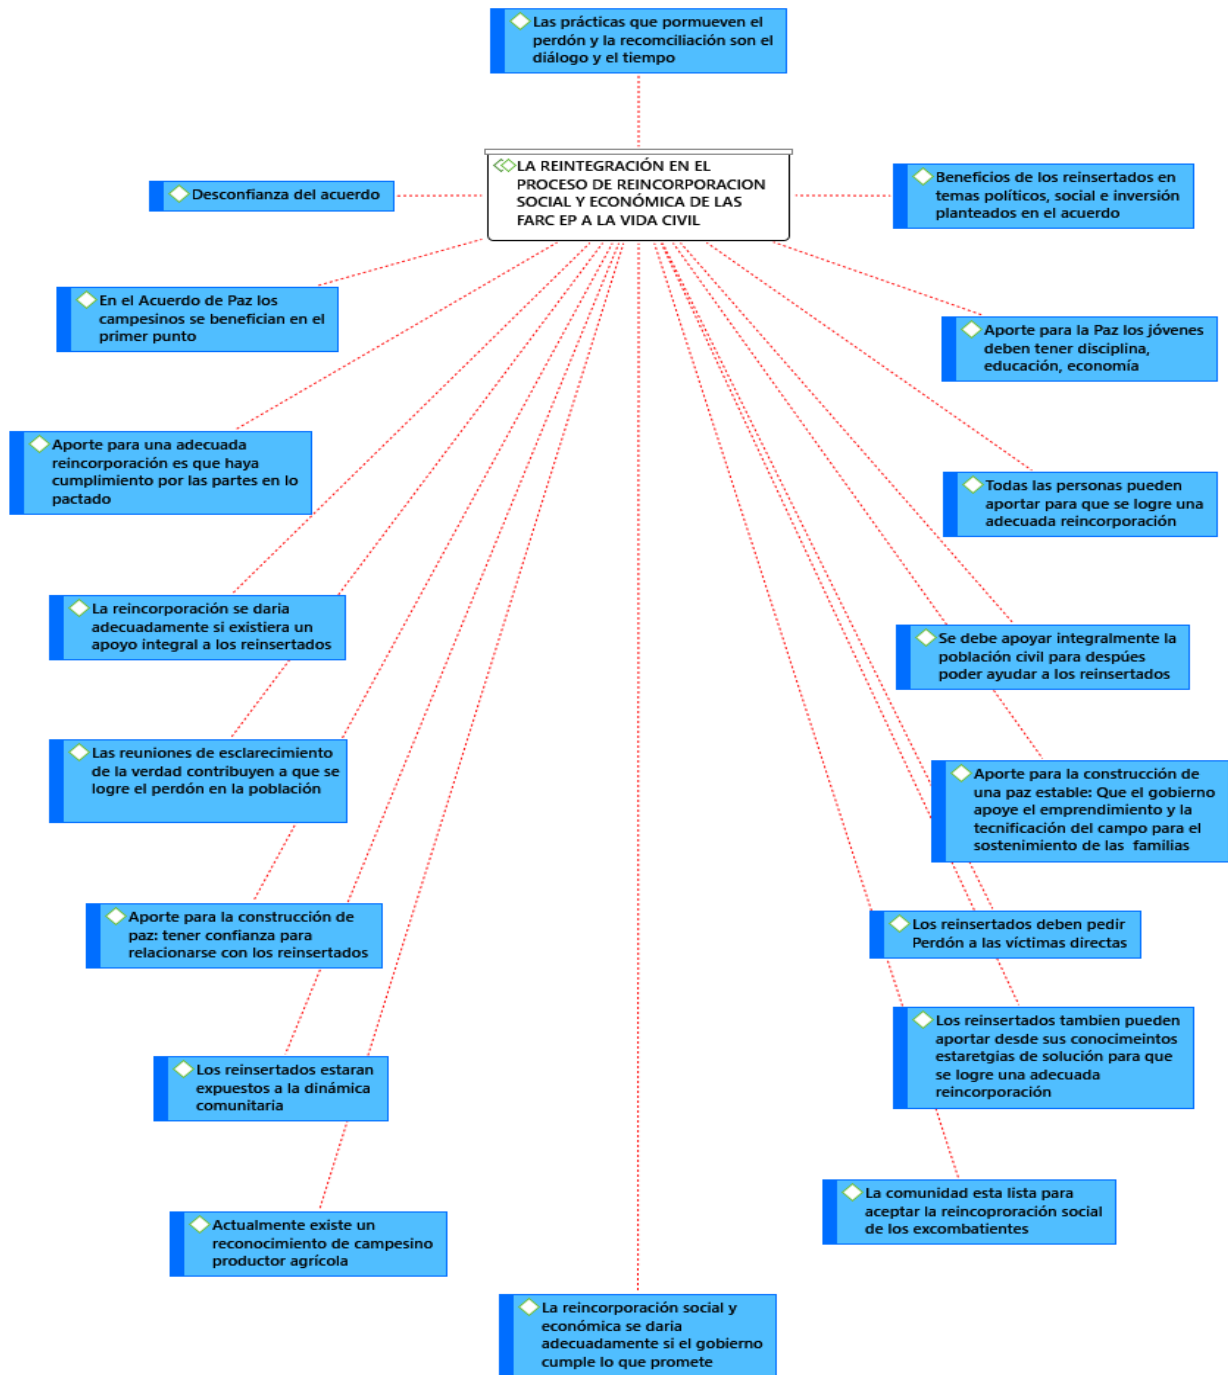 Las prácticas que pormueven el
perdón y la recomciliación son el
diálogo y el tiempo
LA REINTEGRACIÓN EN EL
PROCESO DE REINCORPORACION
SOCIAL Y ECONÓMICA DE LAS
FARC EP A LA VIDA CIVIL
Desconfianza del acuerdo
Beneficios de los reinsertados en
temas políticos, social e inversión
planteados en el acuerdo
En el Acuerdo de Paz los
campesinos se benefician en el
primer punto
Aporte para la Paz los jóvenes
deben tener disciplina,
educación, economía
Aporte para una adecuada
reincorporación es que haya
cumplimiento por las partes en lo
pactado
Todas las personas pueden
aportar para que se logre una
adecuada reincorporación
La reincorporación se daria
adecuadamente si existiera un
apoyo integral a los reinsertados
Se debe apoyar integralmente la
población civil para despúes
poder ayudar a los reinsertados
Las reuniones de esclarecimiento
de la verdad contribuyen a que se
logre el perdón en la población
Aporte para la construcción de
una paz estable: Que el gobierno
apoye el emprendimiento y la
tecnificación del campo para el
sostenimiento de las familias
Aporte para la construcción de
paz: tener confianza para
relacionarse con los reinsertados
Los reinsertados deben pedir
Perdón a las víctimas directas
Los reinsertados tambien pueden
aportar desde sus conocimeintos
estaretgias de solución para que
se logre una adecuada
reincorporación
Los reinsertados estaran
expuestos a la dinámica
comunitaria
La comunidad esta lista para
aceptar la reincoproración social
de los excombatientes
Actualmente existe un
reconocimiento de campesino
productor agrícola
La reincorporación social y
económica se daria
adecuadamente si el gobierno
cumple lo que promete